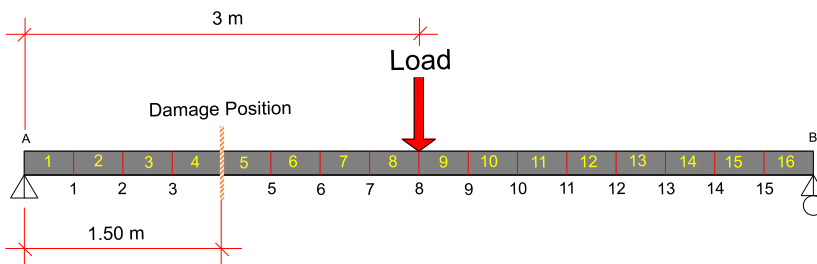 3 m
Load
Damage Position
A
B
1 2 3 4 5 6 7 8 9 10 11 12 13 14 15 16
1 2 3 5 6 7 8 9 10 11 12 13 14 15
1.50 m